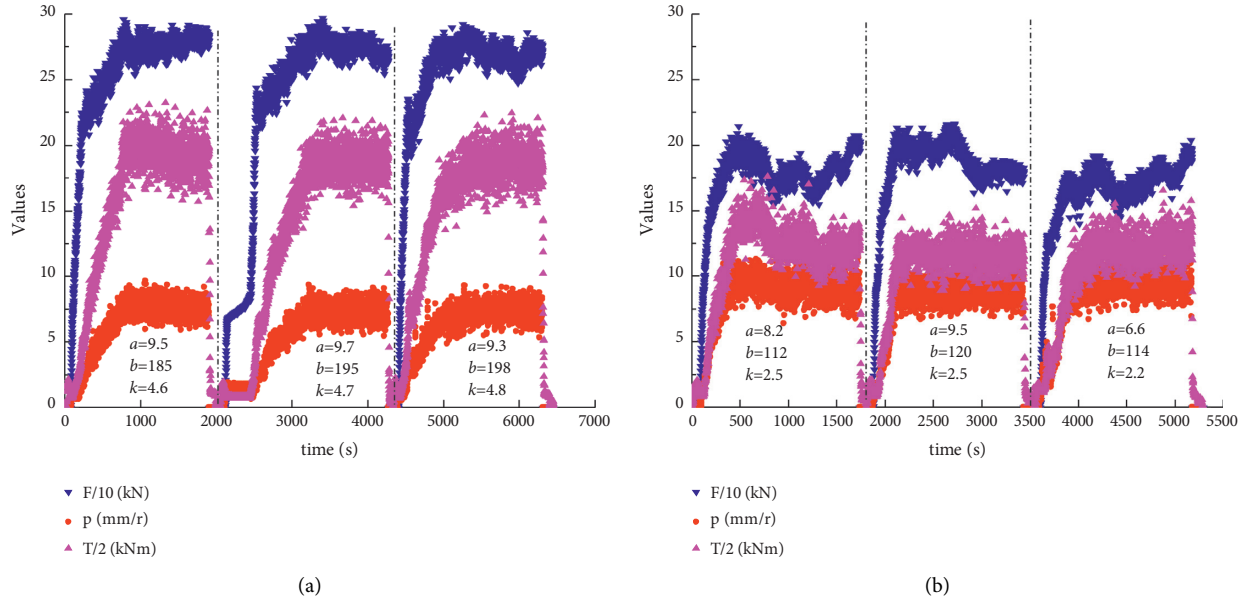 30
25
20
15
10
5
0
Values
a=9.5
b=185
k=4.6
a=9.7
b=195
k=4.7
a=9.3
b=198
k=4.8
0 1000 2000 3000 4000 5000 6000 7000
time (s)
F/10 (kN)
p (mm/r)
T/2 (kNm)
(a)
30
25
20
15
10
5
0
Values
a=8.2
b=112
k=2.5
a=9.5
b=120
k=2.5
a=6.6
b=114
k=2.2
0 500 1000 1500 2000 2500 3000 3500 4000 4500 5000 5500
time (s)
F/10 (kN)
p (mm/r)
T/2 (kNm)
(b)